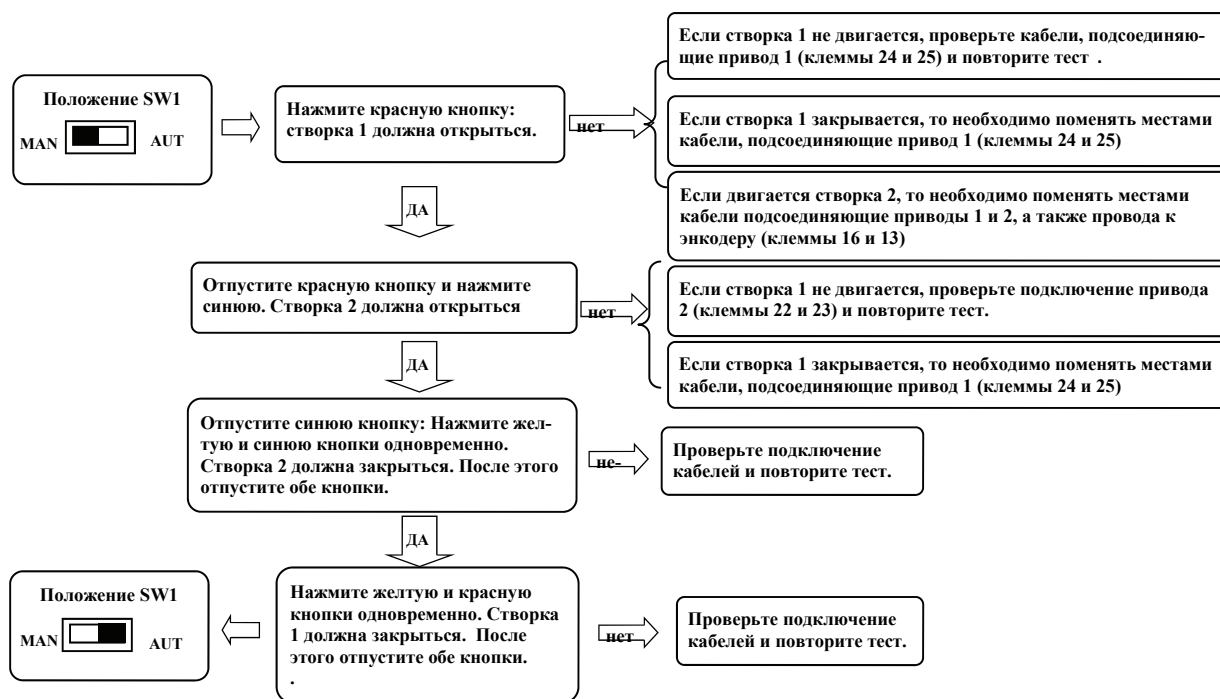 Положение SW1
MAN
AUT
Нажмите красную кнопку:
створка 1 должна открыться.
нет
Если створка 1 не двигается, проверьте кабели, подсоединяю-
щие привод 1 (клеммы 24 и 25) и повторите тест .
Если створка 1 закрывается, то необходимо поменять местами
кабели, подсоединяющие привод 1 (клеммы 24 и 25)
Если двигается створка 2, то необходимо поменять местами
кабели подсоединяющие приводы 1 и 2, а также провода к
энкодеру (клеммы 16 и 13)
ДА
Отпустите красную кнопку и нажмите
синюю. Створка 2 должна открыться
нет
Если створка 1 не двигается, проверьте подключение привода
2 (клеммы 22 и 23) и повторите тест.
Если створка 1 закрывается, то необходимо поменять местами
кабели, подсоединяющие привод 1 (клеммы 24 и 25)
ДА
Отпустите синюю кнопку: Нажмите жел-
тую и синюю кнопки одновременно.
Створка 2 должна закрыться. После этого
отпустите обе кнопки.
не-
Проверьте подключение
кабелей и повторите тест.
ДА
Нажмите желтую и красную
кнопки одновременно. Створка
1 должна закрыться. После
этого отпустите обе кнопки.
.
нет
Проверьте подключение
кабелей и повторите тест.
Положение SW1
MAN
AUT